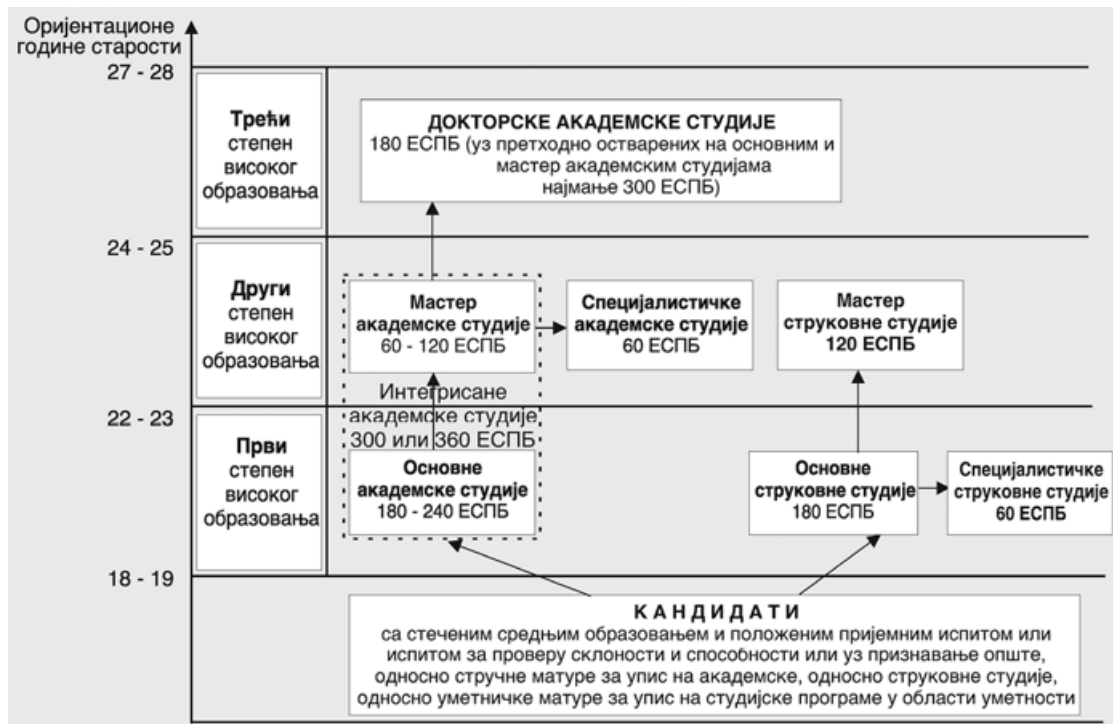 Оријентационе
године старости
27 - 28
Трећи
степен
високог
образовања
ДОКТОРСКЕ АКАДЕМСКЕ СТУДИЈЕ
180 ЕСПБ (уз претходно остварених на основним и
мастер академским студијама
најмање 300 ЕСПБ)
24 - 25
Други
степен
високог
образовања
Мастер
академске студије
60 - 120 ЕСПБ
Специјалистичке
академске студије
60 ЕСПБ
Мастер
струковне студије
120 ЕСПБ
Интегрисане
академске студије
300 или 360 ЕСПБ
22 - 23
Први
степен
високог
образовања
Основне
академске студије
180 - 240 ЕСПБ
Основне
струковне студије
180 ЕСПБ
Специјалистичке
струковне студије
60 ЕСПБ
18 - 19
К А Н Д И Д А Т И
са стеченим средњим образовањем и положеним пријемним испитом или
испитом за проверу склоности и способности или уз признавање опште,
односно стручне матуре за упис на академске, односно струковне студије,
односно уметничке матуре за упис на студијске програме у области уметности